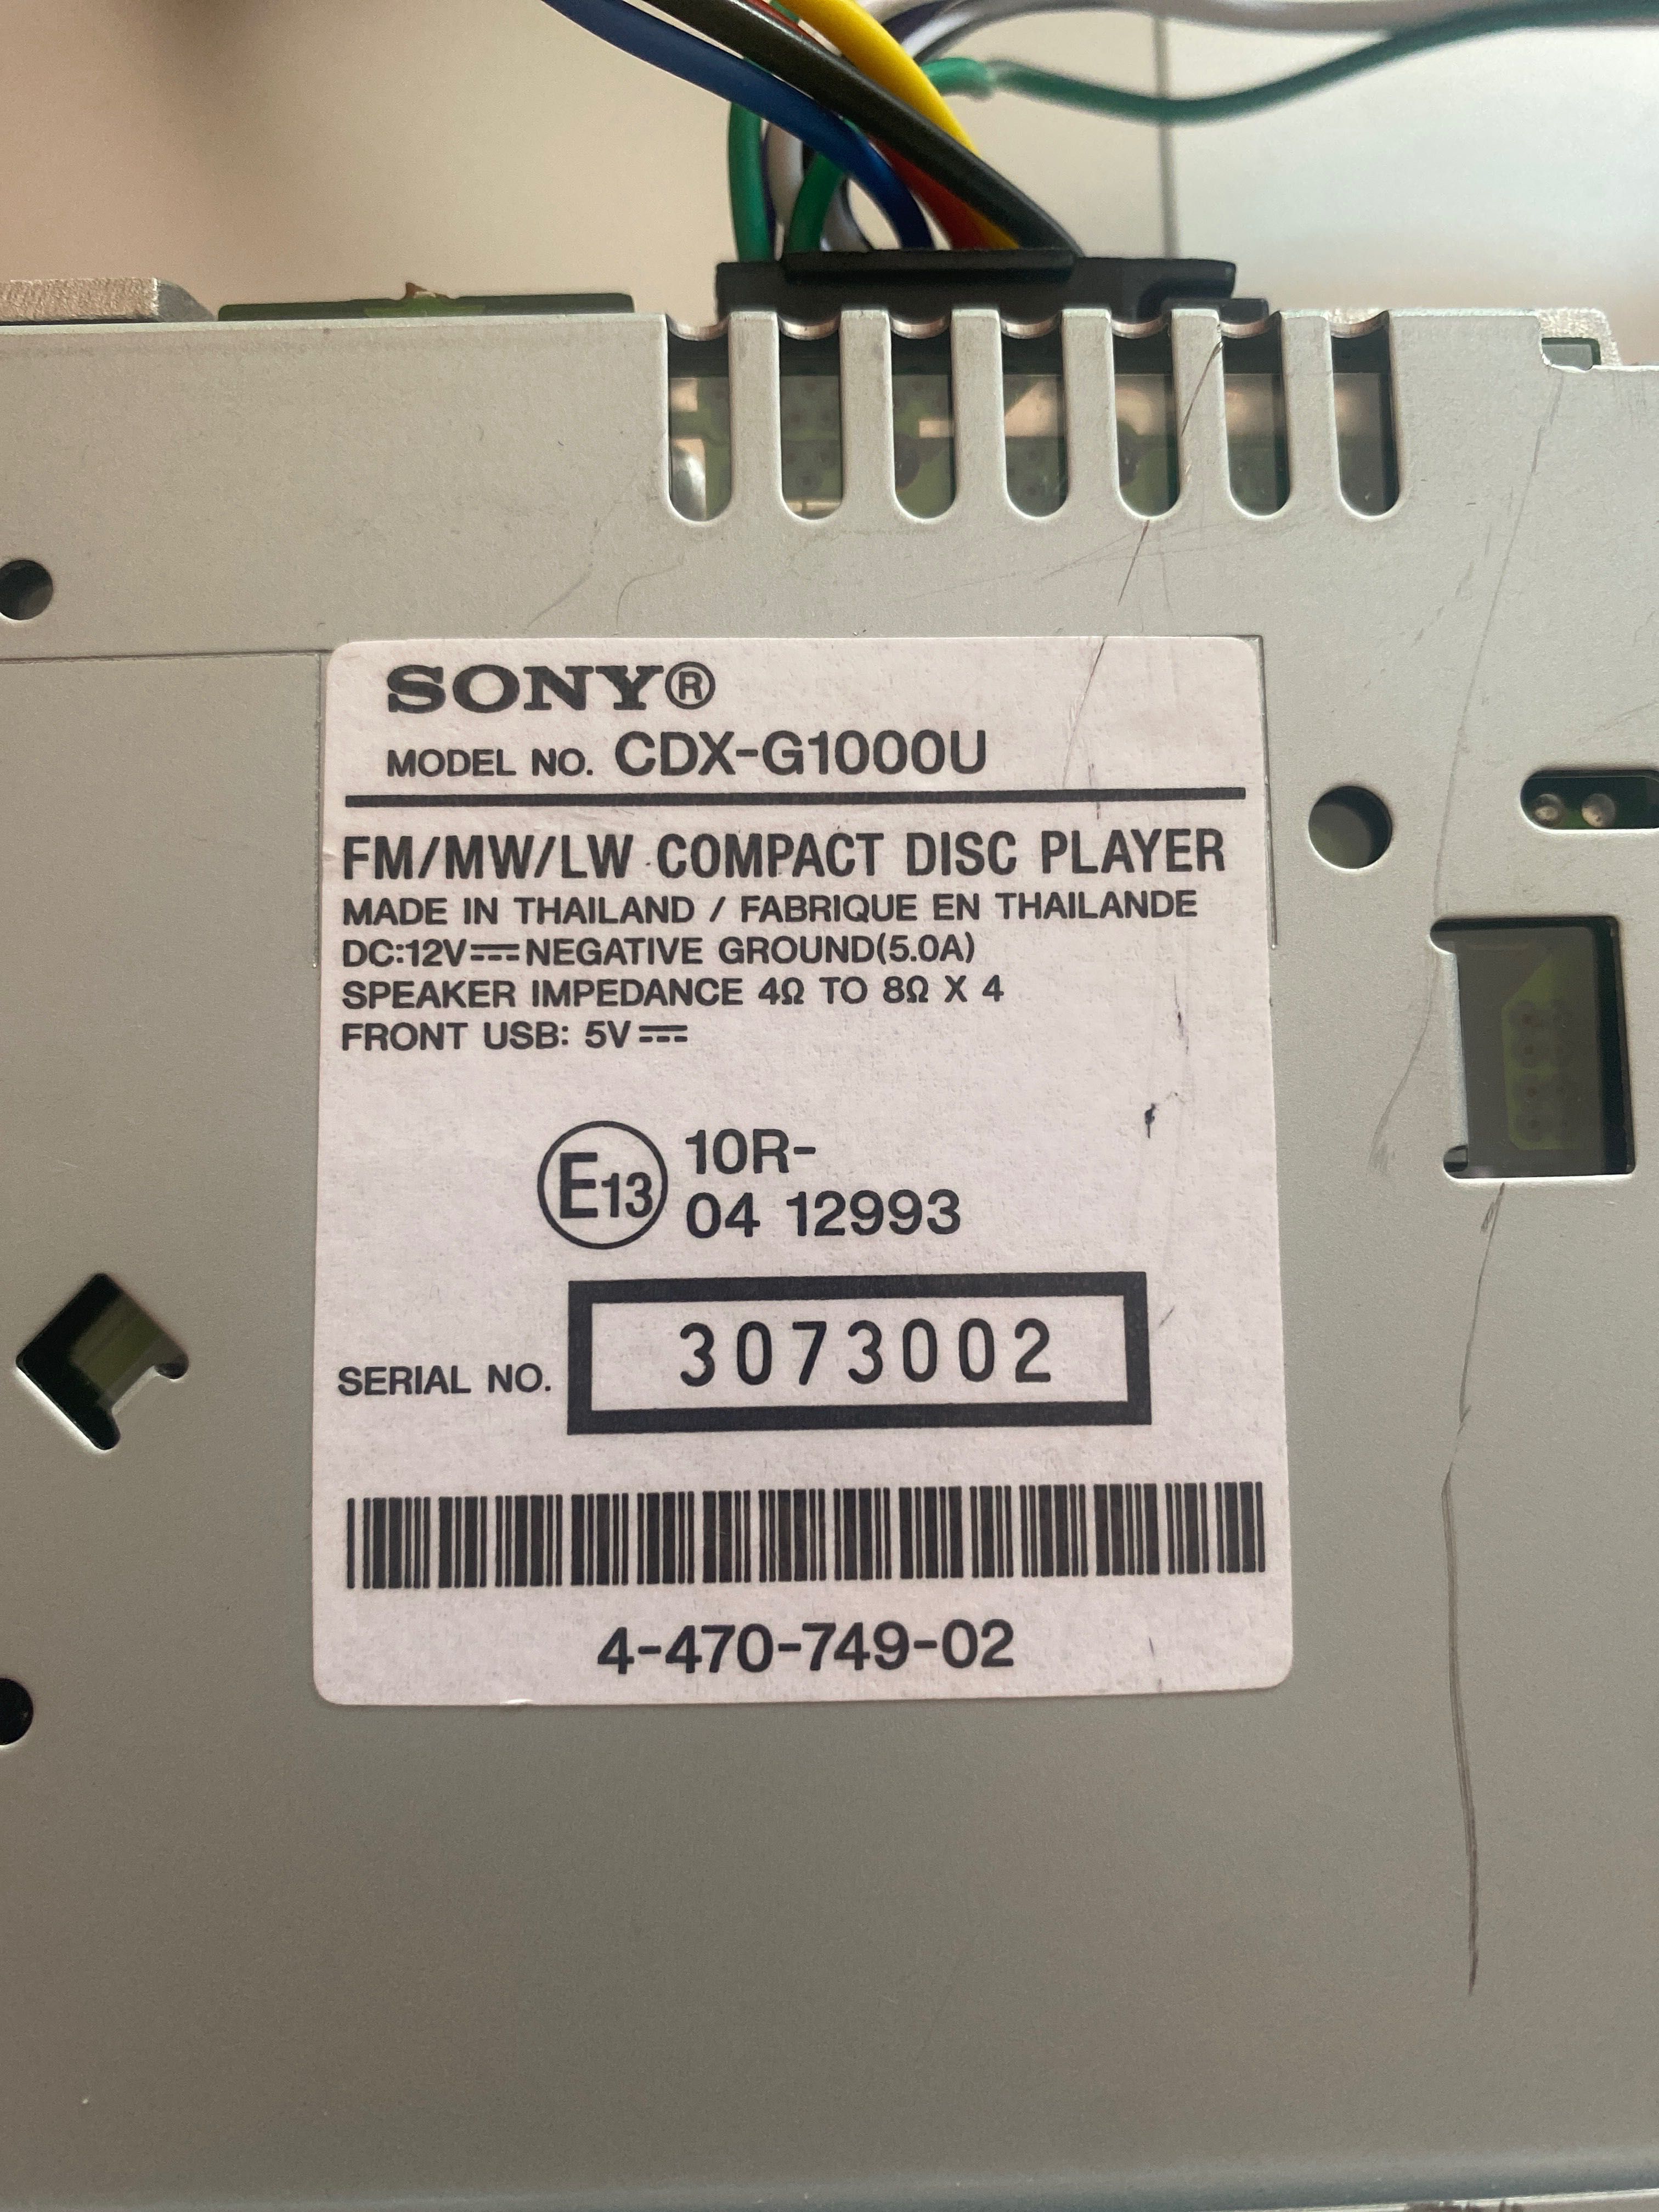 SONY®
MODEL NO. CDX-G1000U
FM/MW/LW COMPACT DISC PLAYER
MADE IN THAILAND / FABRIQUE EN THAILANDE
DC:12V⎓NEGATIVE GROUND(5.0A)
SPEAKER IMPEDANCE 4Ω TO 8Ω X 4
FRONT USB: 5V⎓
E13 10R-
04 12993
SERIAL NO. 3073002
4-470-749-02